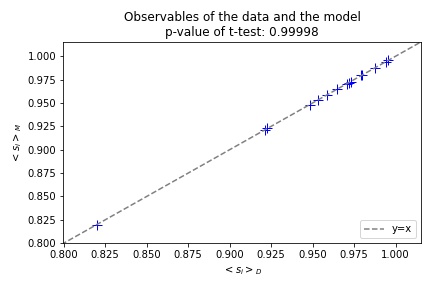 Observables of the data and the model
p-value of t-test: 0.99998
1.000
0.975
0.950
0.925
0.900
0.875
0.850
0.825
0.800
< s_i >_M
0.800 0.825 0.850 0.875 0.900 0.925 0.950 0.975 1.000
< s_i >_D
y=x